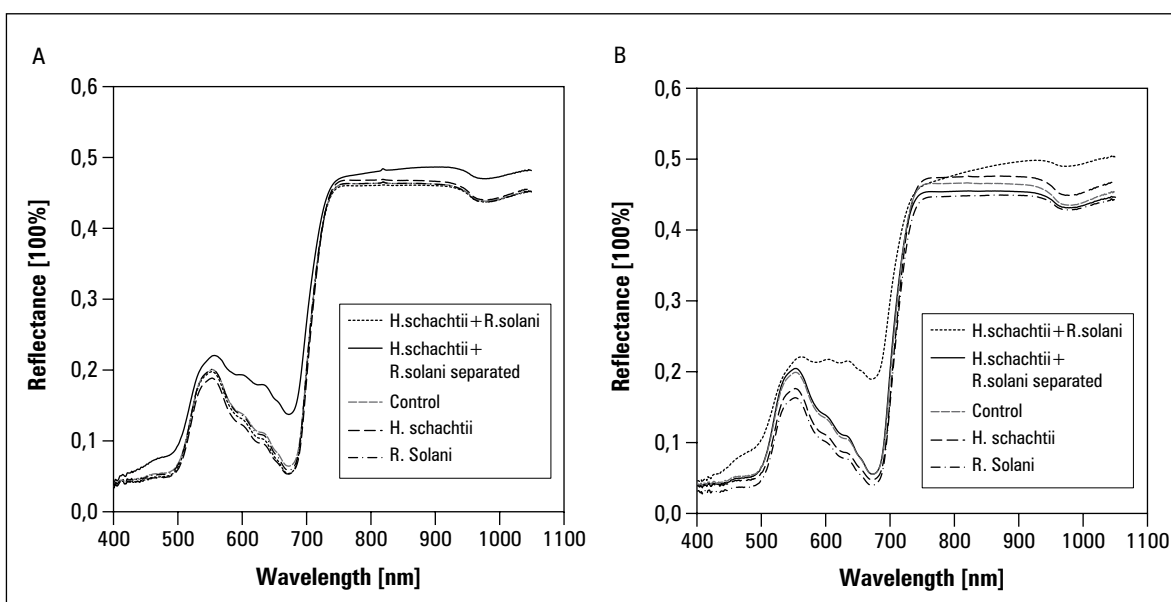 A
0,6
0,5
0,4
0,3
0,2
0,1
0,0
Reflectance [100%]
400 500 600 700 800 900 1000 1100
Wavelength [nm]
H.schachtii+R.solani
H.schachtii+
R.solani separated
Control
H. schachtii
R. Solani
B
0,6
0,5
0,4
0,3
0,2
0,1
0,0
Reflectance [100%]
400 500 600 700 800 900 1000 1100
Wavelength [nm]
H.schachtii+R.solani
H.schachtii+
R.solani separated
Control
H. schachtii
R. Solani